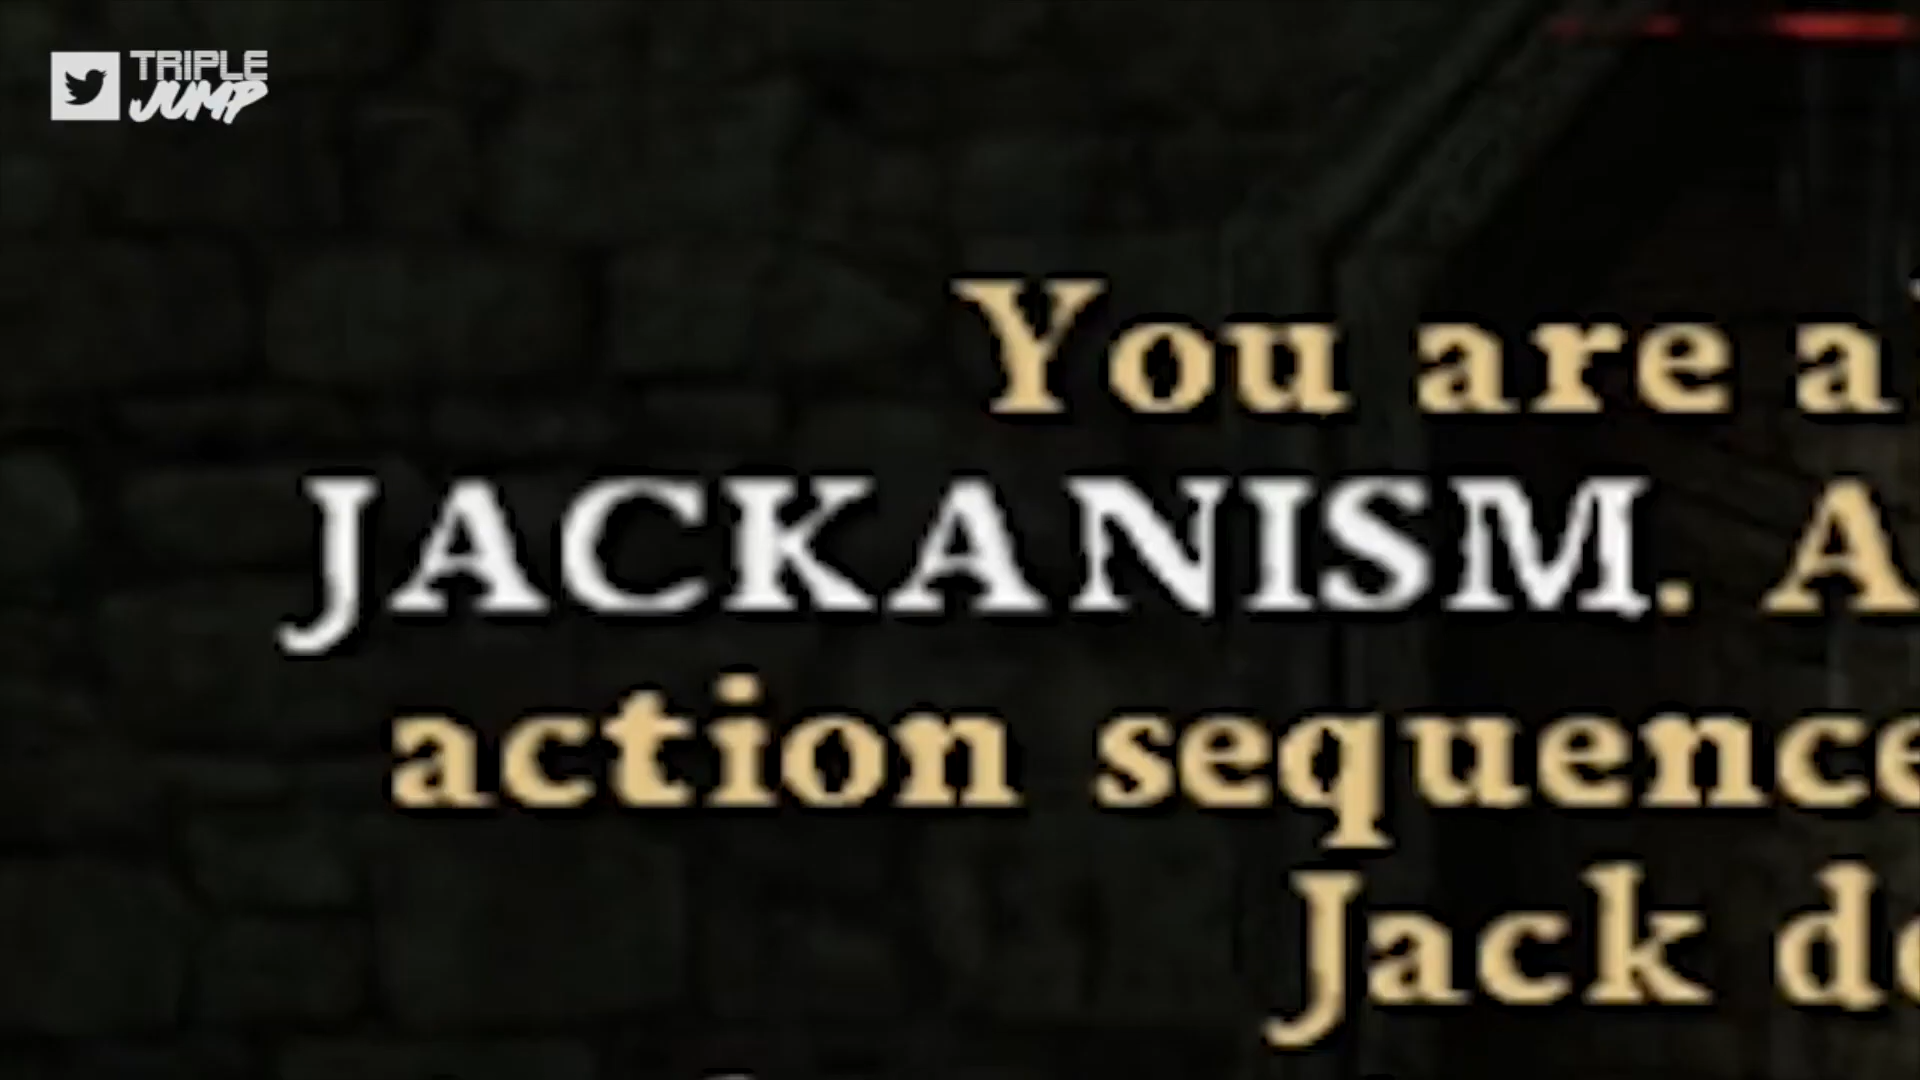 TRIPLE
JUMP
You are
JACKANISM.
action sequence
Jack